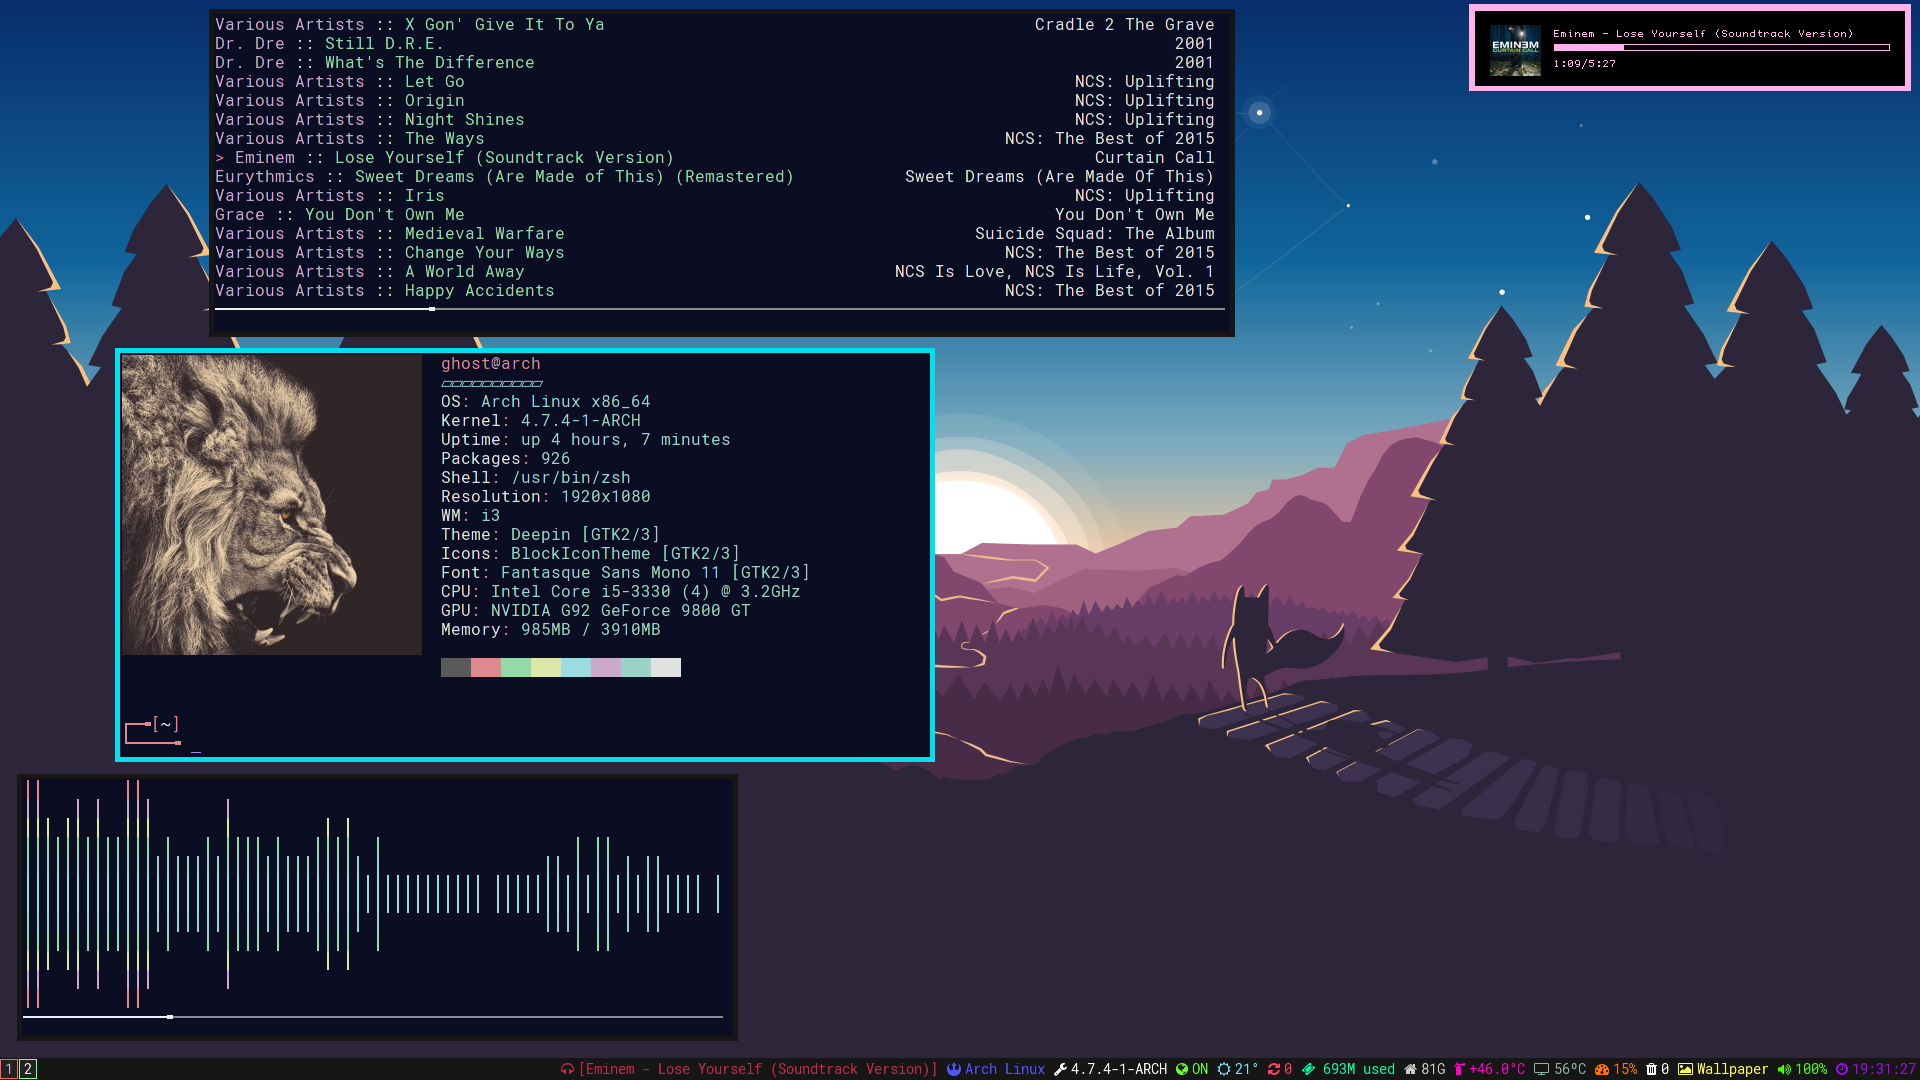 Various Artists :: X Gon' Give It To Ya Cradle 2 The Grave
Dr. Dre :: Still D.R.E. 2001
Dr. Dre :: What's The Difference 2001
Various Artists :: Let Go NCS: Uplifting
Various Artists :: Origin NCS: Uplifting
Various Artists :: Night Shines NCS: Uplifting
Various Artists :: The Ways NCS: The Best of 2015
> Eminem :: Lose Yourself (Soundtrack Version) Curtain Call
Eurythmics :: Sweet Dreams (Are Made of This) (Remastered) Sweet Dreams (Are Made Of This)
Various Artists :: Iris NCS: Uplifting
Grace :: You Don't Own Me You Don't Own Me
Various Artists :: Medieval Warfare Suicide Squad: The Album
Various Artists :: Change Your Ways NCS: The Best of 2015
Various Artists :: A World Away NCS Is Love, NCS Is Life, Vol. 1
Various Artists :: Happy Accidents NCS: The Best of 2015
EMINEM
CURTAIN CALL
Eminem - Lose Yourself (Soundtrack Version)
1:09/5:27
ghost@arch
OS: Arch Linux x86_64
Kernel: 4.7.4-1-ARCH
Uptime: up 4 hours, 7 minutes
Packages: 926
Shell: /usr/bin/zsh
Resolution: 1920x1080
WM: i3
Theme: Deepin [GTK2/3]
Icons: BlockIconTheme [GTK2/3]
Font: Fantasque Sans Mono 11 [GTK2/3]
CPU: Intel Core i5-3330 (4) @ 3.2GHz
GPU: NVIDIA G92 GeForce 9800 GT
Memory: 985MB / 3910MB
[~]
1 2 [Eminem - Lose Yourself (Soundtrack Version)] Arch Linux 4.7.4-1-ARCH ON 21° 0 693M used 81G +46.0°C 56ºC 15% 0 Wallpaper 100% 19:31:27